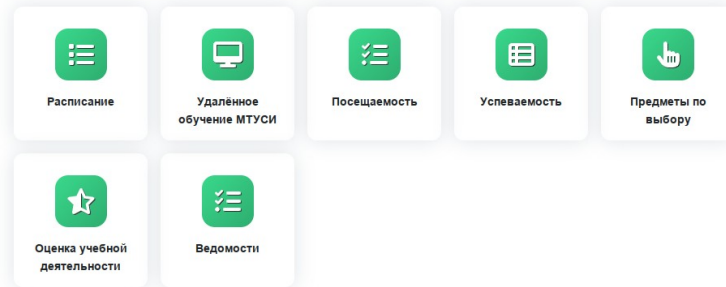 Расписание
Удалённое
обучение МТУСИ
Посещаемость
Успеваемость
Предметы по
выбору
Оценка учебной
деятельности
Ведомости